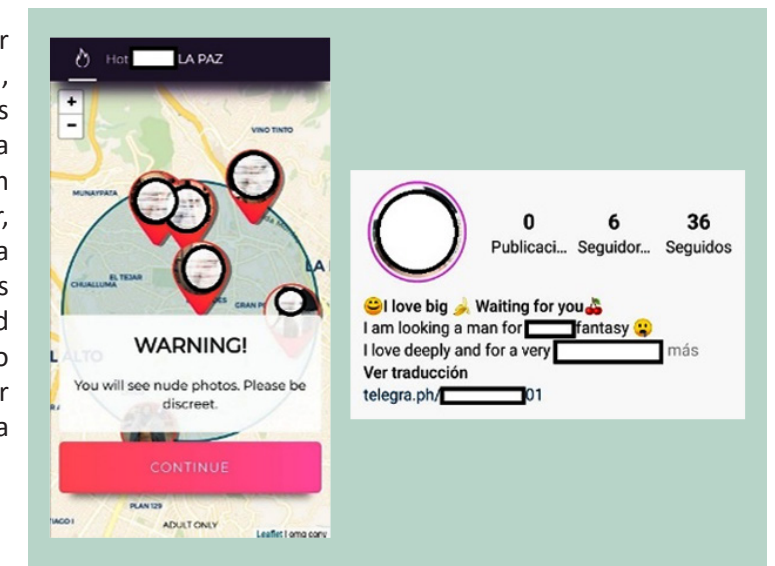 r
,
s
a
n
r,
a
s
d
o
r
a
Hot LA PAZ
+
-
VINO TINTO
MUNAYPATA
EL TEJAR
CHUALLUMA
GRAN P
LA
WARNING!
You will see nude photos. Please be
discreet.
CONTINUE
PLAN 129
ADULT ONLY
0 6 36
Publicaci... Seguidor... Seguidos
😄I love big 🍌 Waiting for you🍒
I am looking a man for fantasy 😲
I love deeply and for a very más
Ver traducción
telegra.ph/ 01